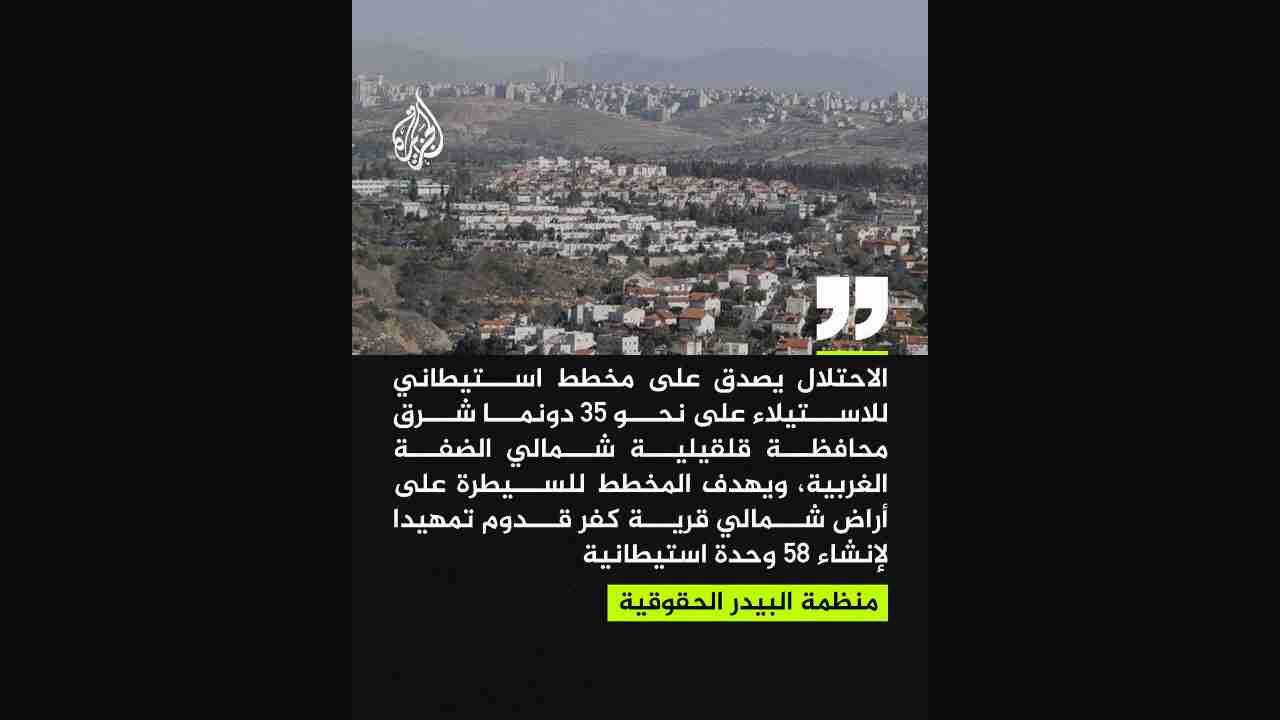 الجزيرة
الاحتلال يصدق على مخطط استيطاني
للاستيلاء على نحو 35 دونما شرق
محافظة قلقيلية شمالي الضفة
الغربية، ويهدف المخطط للسيطرة على
أراض شمالي قرية كفر قدوم تمهيدا
لإنشاء 58 وحدة استيطانية
منظمة البيدر الحقوقية